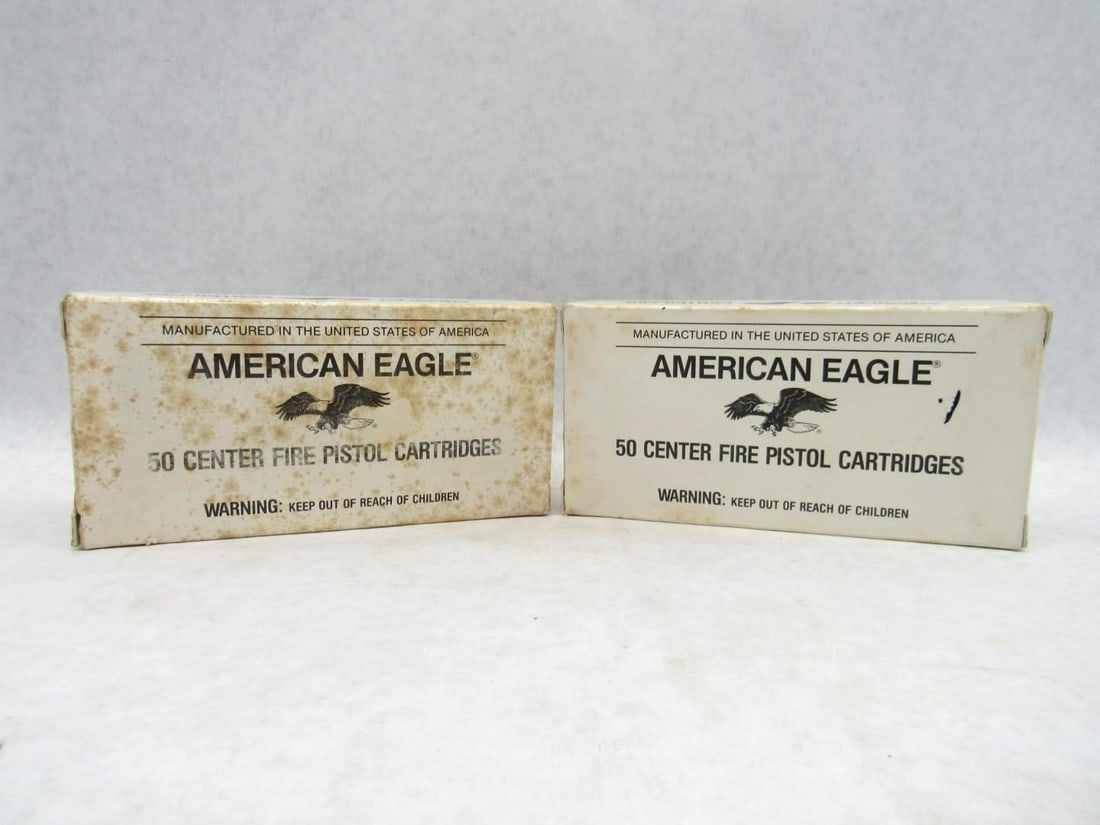 MANUFACTURED IN THE UNITED STATES OF AMERICA
AMERICAN EAGLE®
50 CENTER FIRE PISTOL CARTRIDGES
WARNING: KEEP OUT OF REACH OF CHILDREN
MANUFACTURED IN THE UNITED STATES OF AMERICA
AMERICAN EAGLE®
®
50 CENTER FIRE PISTOL CARTRIDGES
WARNING: KEEP OUT OF REACH OF CHILDREN